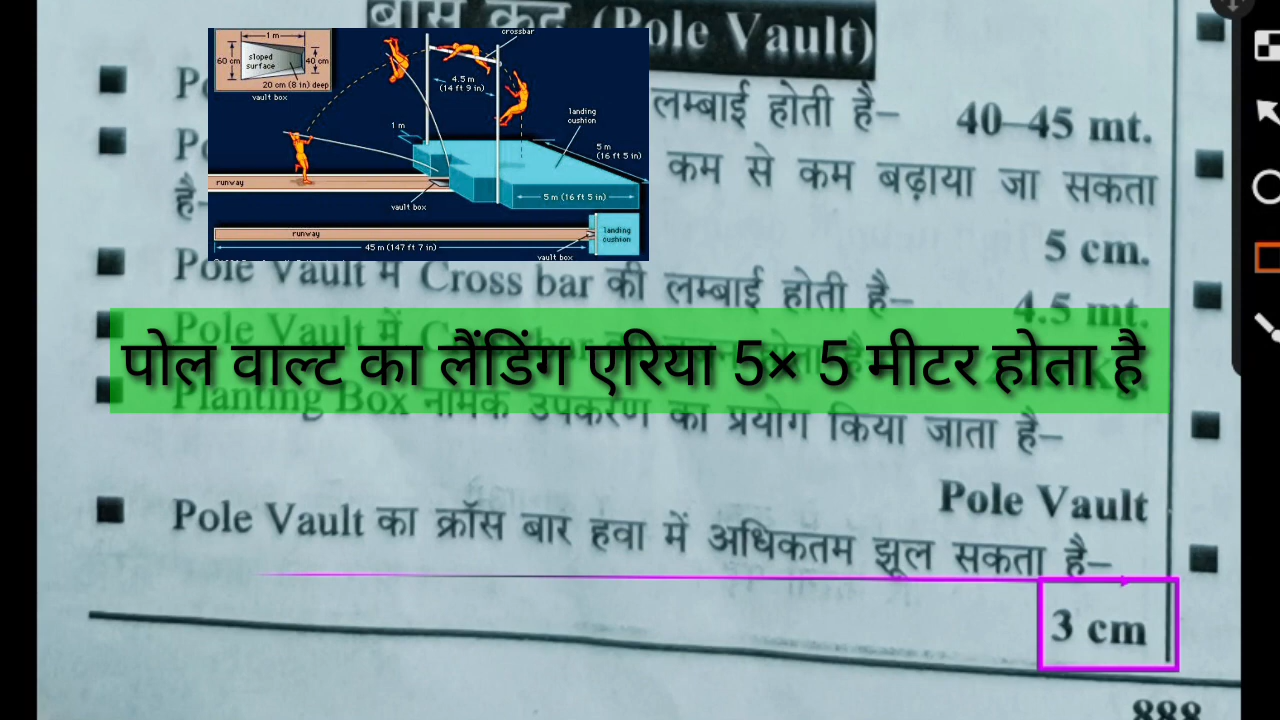 बाँस कूद (Pole Vault)
1 m
60 cm
sloped
surface
40 cm
20 cm (8 in) deep
vault box
crossbar
4.5 m
(14 ft 9 in)
landing
cushion
1 m
5 m
(16 ft 5 in)
runway
5 m (16 ft 5 in)
vault box
runway
landing
cushion
45 m (147 ft 7 in)
vault box
लम्बाई होती है– 40–45 mt.
कम से कम बढ़ाया जा सकता
है–
5 cm.
Pole Vault में Cross bar की लम्बाई होती है– 4.5 mt.
Pole Vault में
पोल वाल्ट का लैंडिंग एरिया 5× 5 मीटर होता है
Planting Box नामक उपकरण का प्रयोग किया जाता है–
Pole Vault
Pole Vault का क्रॉस बार हवा में अधिकतम झूल सकता है–
3 cm
888